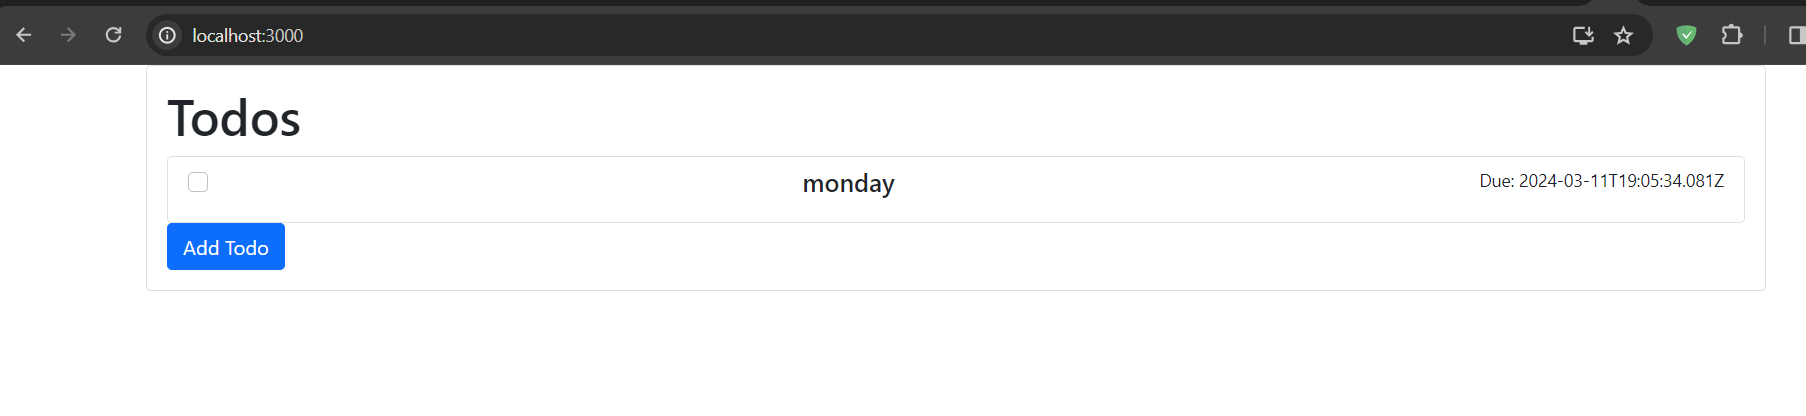 localhost:3000
Todos
monday
Due: 2024-03-11T19:05:34.081Z
Add Todo